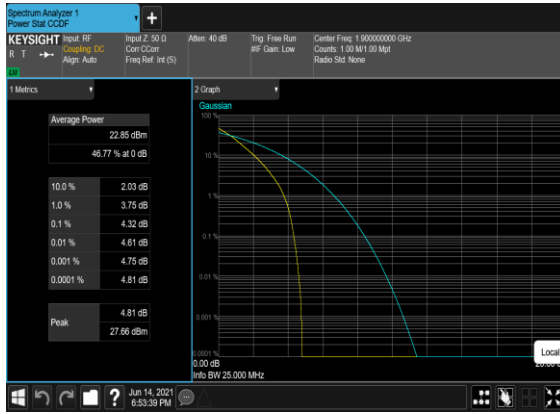 Spectrum Analyzer 1
Power Stat CCDF
KEYSIGHT
R T
LU
Input: RF
Coupling: DC
Align: Auto
Input Z: 50 Ω
Corr CCorr
Freq Ref: Int (S)
Atten: 40 dB
Trig: Free Run
#IF Gain: Low
Center Freq: 1.900000000 GHz
Counts: 1.00 M/1.00 Mpt
Radio Std: None
1 Metrics
Average Power
22.85 dBm
46.77 % at 0 dB
10.0 % 2.03 dB
1.0 % 3.75 dB
0.1 % 4.32 dB
0.01 % 4.61 dB
0.001 % 4.75 dB
0.0001 % 4.81 dB
Peak
4.81 dB
27.66 dBm
2 Graph
Gaussian
100 %
10 %
1 %
0.1 %
0.01 %
0.001 %
0.0001 %
0.00 dB
Info BW 25.000 MHz
Local
?
Jun 14, 2021
6:53:39 PM